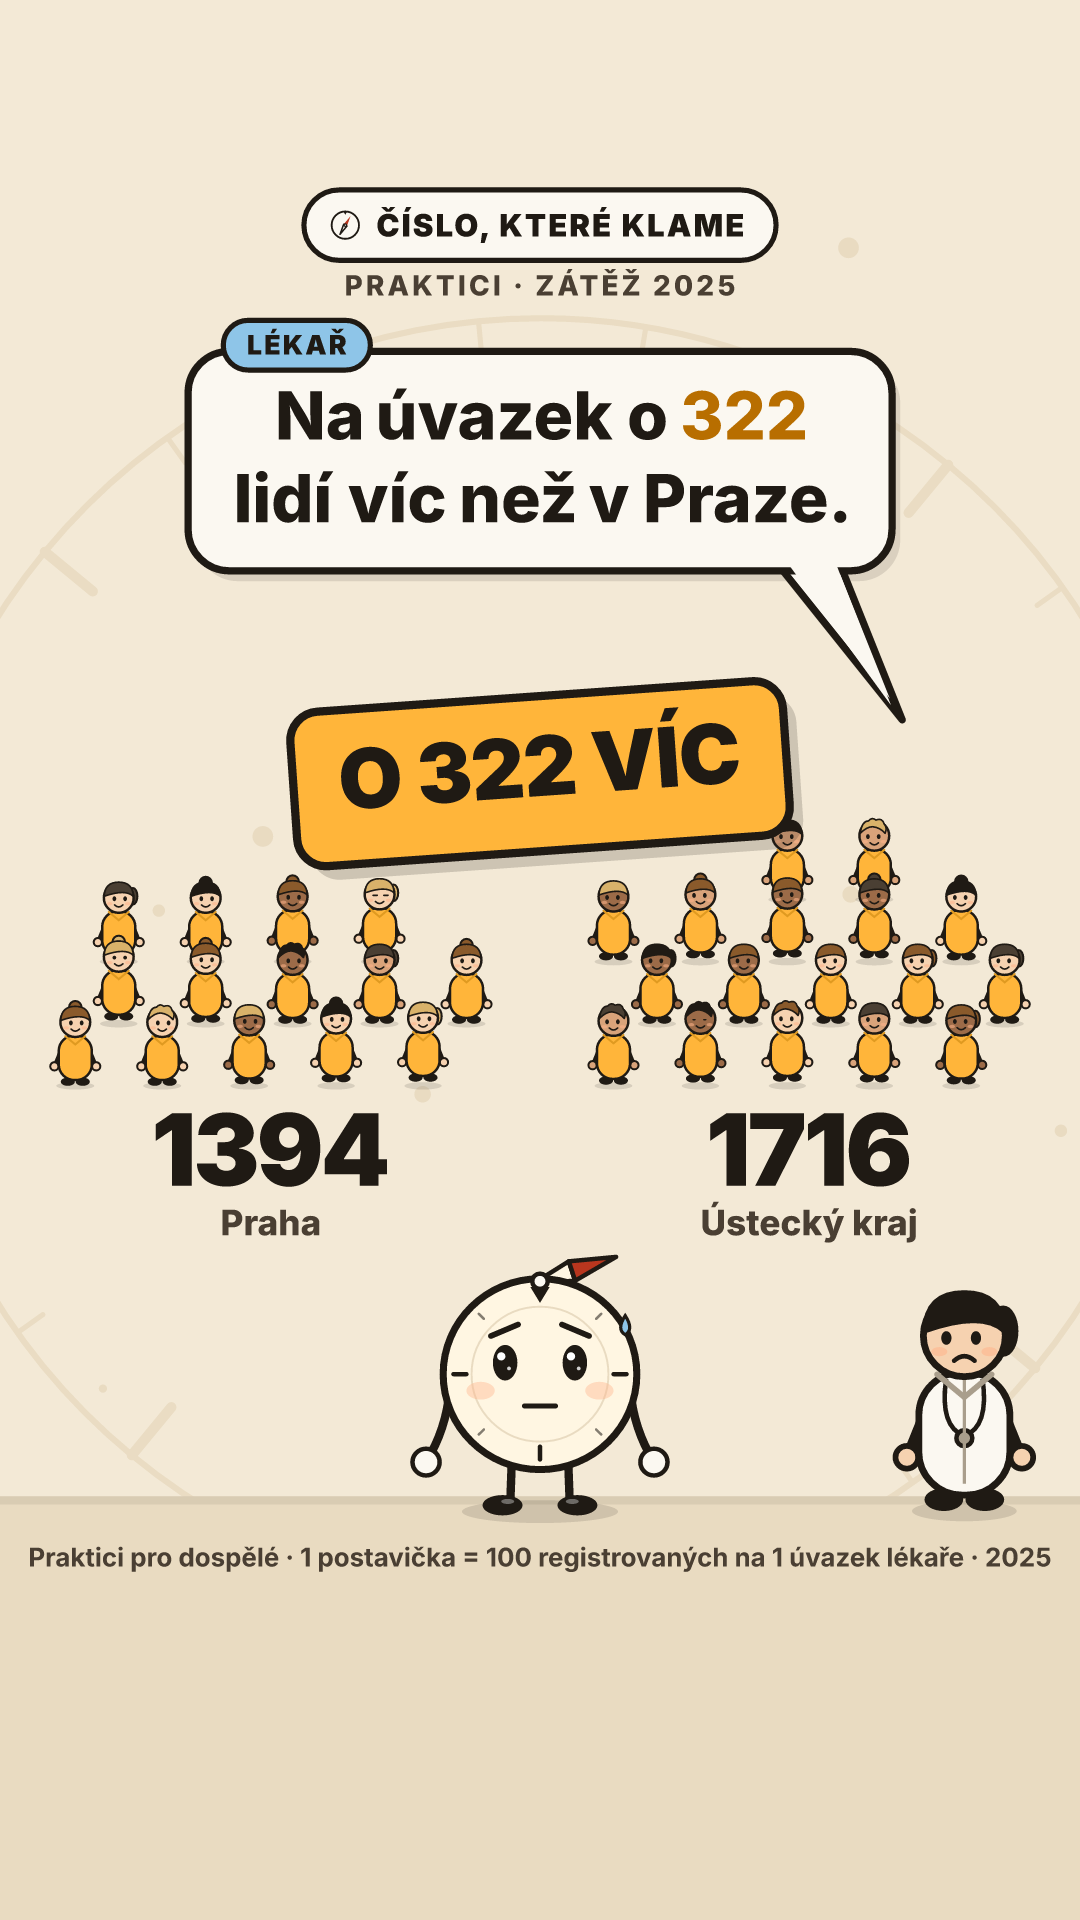 ČÍSLO, KTERÉ KLAME
PRAKTICI · ZÁTĚŽ 2025
LÉKAŘ
Na úvazek o 322
lidí víc než v Praze.
O 322 VÍC
1394
Praha
1716
Ústecký kraj
Praktici pro dospělé · 1 postavička = 100 registrovaných na 1 úvazek lékaře · 2025